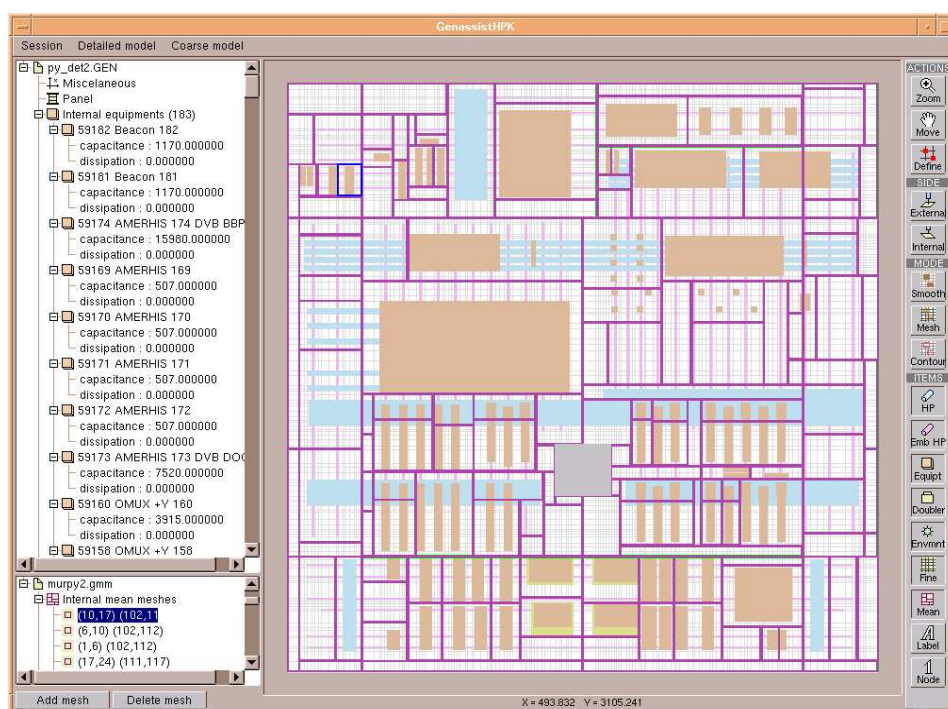 GenassistHPK
Session Detailed model Coarse model
py_det2.GEN
Miscellaneous
Panel
Internal equipments (183)
59182 Beacon 182
capacitance : 1170.000000
dissipation : 0.000000
59181 Beacon 181
capacitance : 1170.000000
dissipation : 0.000000
59174 AMERHIS 174 DVB BBP
capacitance : 15980.000000
dissipation : 0.000000
59169 AMERHIS 169
capacitance : 507.000000
dissipation : 0.000000
59170 AMERHIS 170
capacitance : 507.000000
dissipation : 0.000000
59171 AMERHIS 171
capacitance : 507.000000
dissipation : 0.000000
59172 AMERHIS 172
capacitance : 507.000000
dissipation : 0.000000
59173 AMERHIS 173 DVB DOC
capacitance : 7520.000000
dissipation : 0.000000
59160 OMUX +Y 160
capacitance : 3915.000000
dissipation : 0.000000
59158 OMUX +Y 158
murpy2.gmm
Internal mean meshes
(10,17) (102,11
(6,10) (102,112)
(1,6) (102,112)
(17,24) (111,117)
Add mesh Delete mesh
X = 493.832 Y = 3105.241
ACTIONS
Zoom
Move
Define
SIDE
Externa
Internal
MODE
Smooth
Mesh
Contour
ITEMS
HP
Emb HP
Equipt
Doubler
Envmnt
Fine
Mean
Label
Node